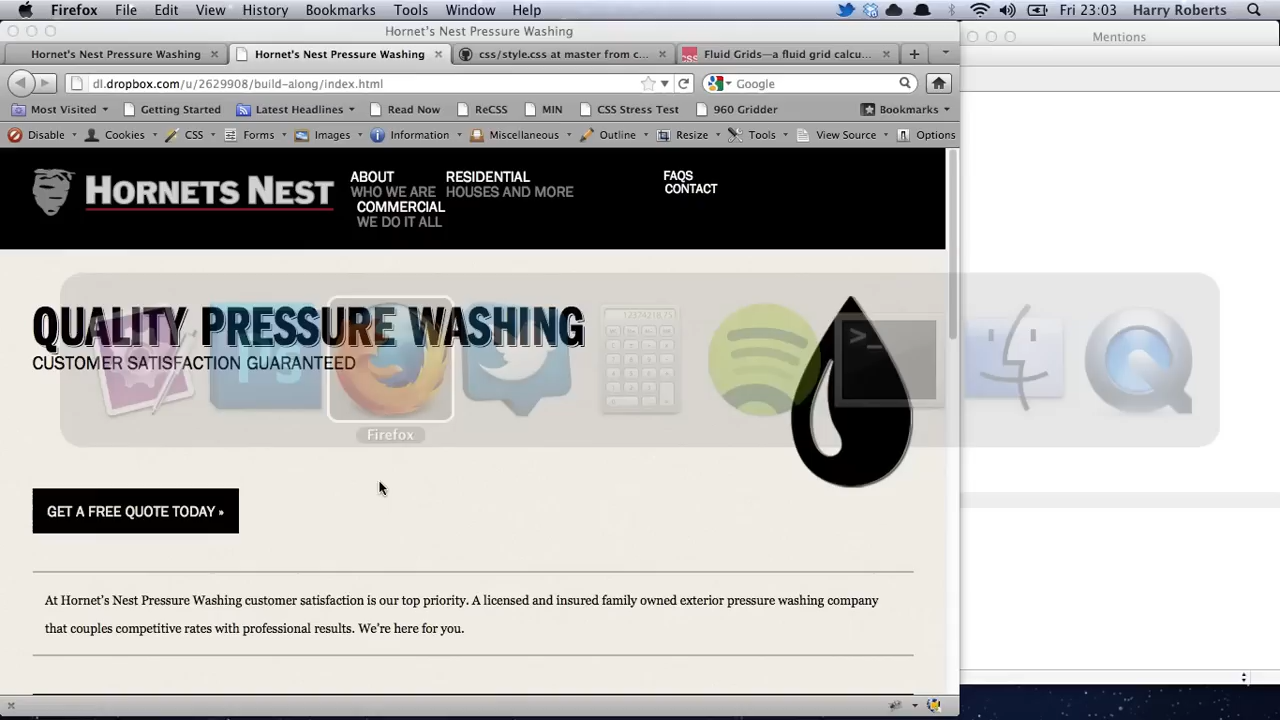 Firefox File Edit View History Bookmarks Tools Window Help Fri 23:03 Harry Roberts
Hornet's Nest Pressure Washing
Mentions
Hornet's Nest Pressure Washing × Hornet's Nest Pressure Washing × css/style.css at master from c... × Fluid Grids—a fluid grid calcu... × +
dl.dropbox.com/u/2629908/build-along/index.html Google
Most Visited Getting Started Latest Headlines Read Now ReCSS MIN CSS Stress Test 960 Gridder Bookmarks
Disable Cookies CSS Forms Images Information Miscellaneous Outline Resize Tools View Source Options
HORNETS NEST
ABOUT
WHO WE ARE
RESIDENTIAL
HOUSES AND MORE
COMMERCIAL
WE DO IT ALL
FAQS
CONTACT
QUALITY PRESSURE WASHING
CUSTOMER SATISFACTION GUARANTEED
Ps
12374218.75
>_
Firefox
GET A FREE QUOTE TODAY »
At Hornet's Nest Pressure Washing customer satisfaction is our top priority. A licensed and insured family owned exterior pressure washing company
that couples competitive rates with professional results. We're here for you.